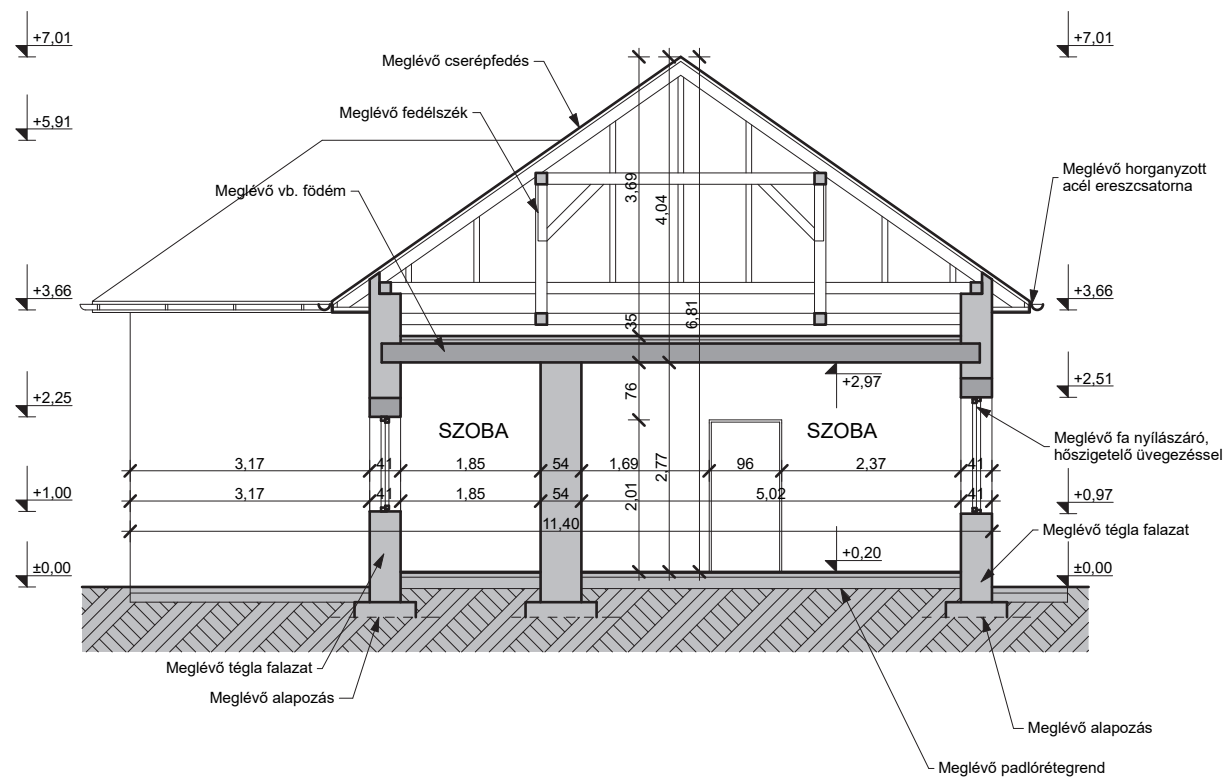 +7,01
+7,01
Meglévő cserépfedés
Meglévő fedélszék
+5,91
Meglévő horganyzott
acél ereszcsatorna
Meglévő vb. födém
3,69
4,04
+3,66
+3,66
35
6,81
+2,97
+2,51
+2,25
76
SZOBA
SZOBA
Meglévő fa nyílászáró,
hőszigetelő üvegezéssel
3,17
41
1,85
54
1,69
96
2,37
41
2,77
2,01
3,17
41
1,85
54
5,02
41
+1,00
+0,97
11,40
Meglévő tégla falazat
+0,20
±0,00
±0,00
Meglévő tégla falazat
Meglévő alapozás
Meglévő alapozás
Meglévő padlórétegrend